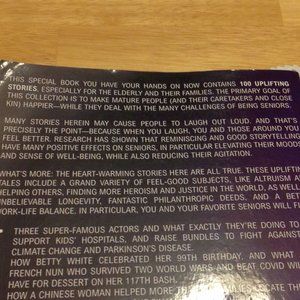 THIS SPECIAL BOOK YOU HAVE YOUR HANDS ON NOW CONTAINS 100 UPLIFTING
STORIES, ESPECIALLY FOR THE ELDERLY AND THEIR FAMILIES. THE PRIMARY GOAL OF
THIS COLLECTION IS TO MAKE MATURE PEOPLE (AND THEIR CARETAKERS AND CLOSE
KIN) HAPPIER—WHILE THEY DEAL WITH THE MANY CHALLENGES OF BEING SENIORS.
MANY STORIES HEREIN MAY CAUSE PEOPLE TO LAUGH OUT LOUD. AND THAT'S
PRECISELY THE POINT—BECAUSE WHEN YOU LAUGH, YOU AND THOSE AROUND YOU
FEEL BETTER. RESEARCH HAS SHOWN THAT REMINISCING AND GOOD STORYTELLING
HAVE MANY POSITIVE EFFECTS ON SENIORS, IN PARTICULAR ELEVATING THEIR MOODS
AND SENSE OF WELL-BEING, WHILE ALSO REDUCING THEIR AGITATION.
WHAT'S MORE: THE HEART-WARMING STORIES HERE ARE ALL TRUE. THESE UPLIFTING
TALES INCLUDE A GRAND VARIETY OF FEEL-GOOD SUBJECTS, LIKE ALTRUISM
HELPING OTHERS, FINDING MORE HEROISM AND JUSTICE IN THE WORLD, AS WELL
UNBELIEVABLE LONGEVITY, FANTASTIC PHILANTHROPIC DEEDS, AND A
WORK-LIFE BALANCE. IN PARTICULAR, YOU AND YOUR FAVORITE SENIORS WILL
THREE SUPER-FAMOUS ACTORS AND WHAT EXACTLY THEY'RE DOING TO
SUPPORT KIDS' HOSPITALS, AND RAISE BUNDLES TO FIGHT AGAINST
CLIMATE CHANGE AND PARKINSON'S DISEASE.
HOW BETTY WHITE CELEBRATED HER 99TH BIRTHDAY, AND WHAT
FRENCH NUN WHO SURVIVED TWO WORLD WARS AND BEAT COVID WILL
HAVE FOR DESSERT ON HER 117TH BASH.
HOW A CHINESE WOMAN HELPED MORE